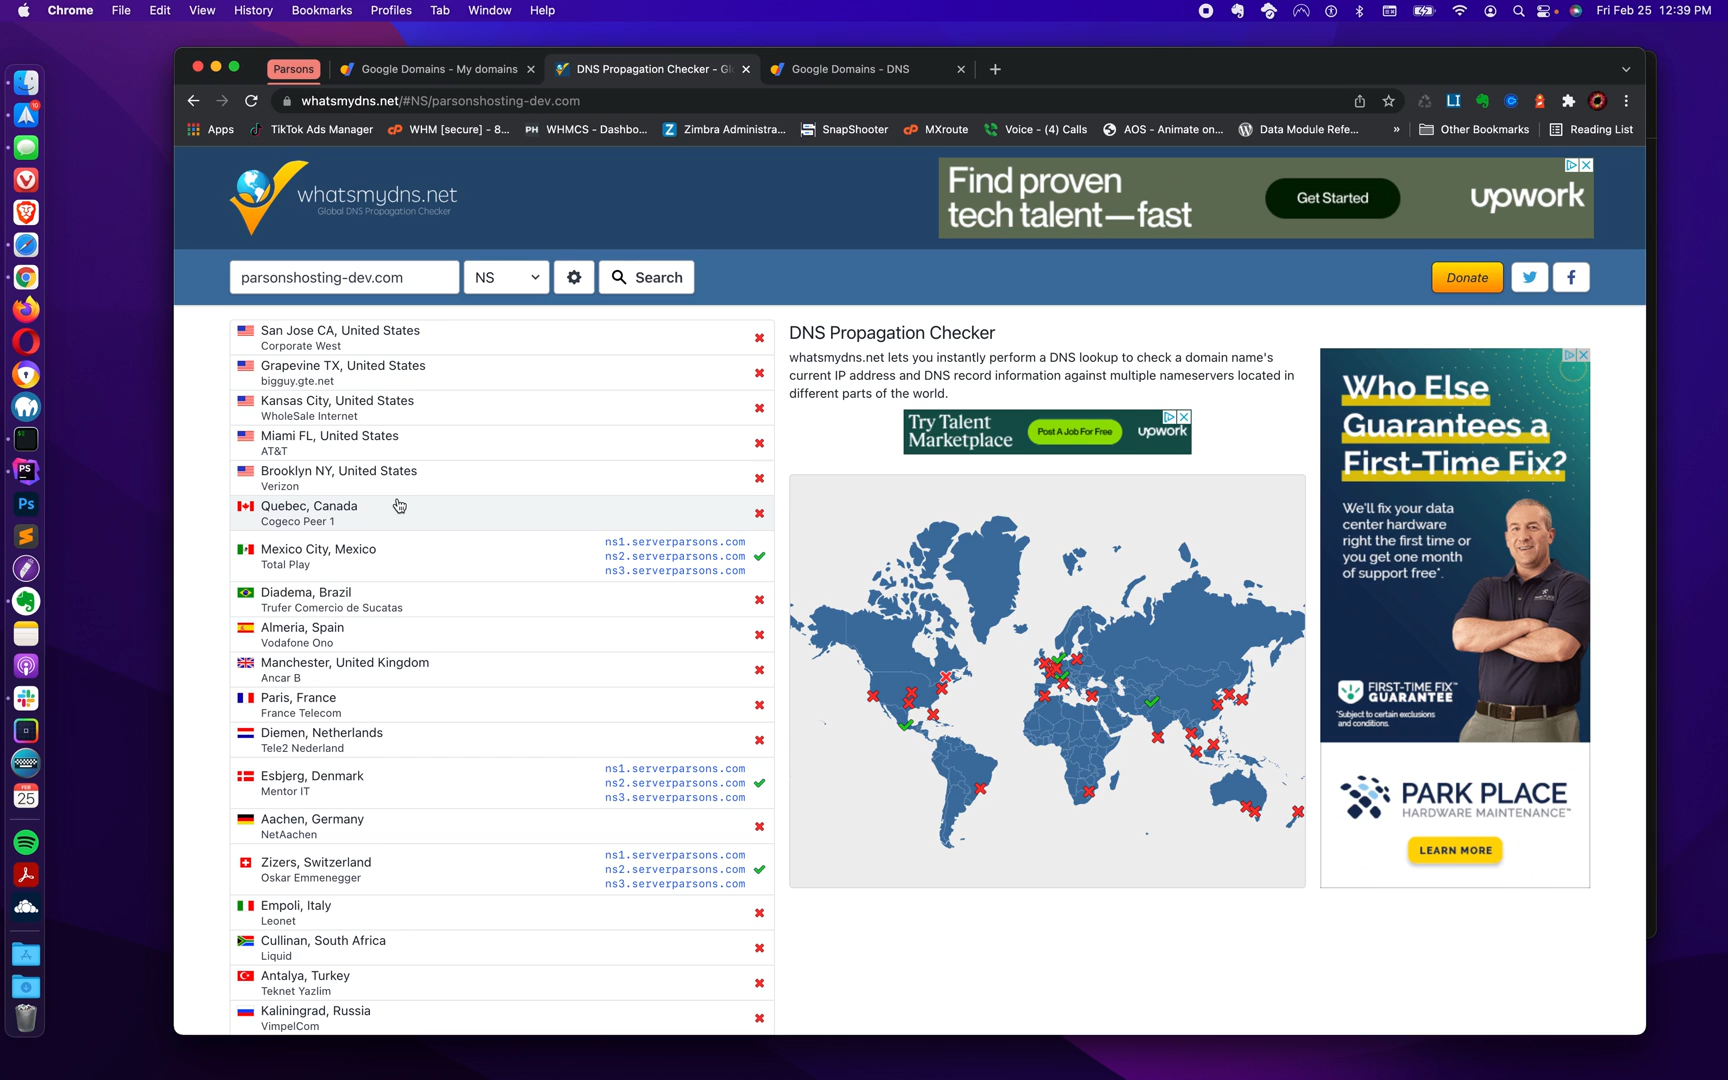 Chrome File Edit View History Bookmarks Profiles Tab Window Help
Fri Feb 25 12:39 PM
Parsons
Google Domains - My domains
DNS Propagation Checker - Gl
Google Domains - DNS
whatsmydns.net/#NS/parsonshosting-dev.com
Apps
TikTok Ads Manager
WHM [secure] - 8...
PH WHMCS - Dashbo...
Zimbra Administra...
SnapShooter
MXroute
Voice - (4) Calls
AOS - Animate on...
Data Module Refe...
»
Other Bookmarks
Reading List
whatsmydns.net
Global DNS Propagation Checker
Find proven
tech talent—fast
Get Started
upwork
parsonshosting-dev.com
NS
Search
Donate
San Jose CA, United States
Corporate West
Grapevine TX, United States
bigguy.gte.net
Kansas City, United States
WholeSale Internet
Miami FL, United States
AT&T
Brooklyn NY, United States
Verizon
Quebec, Canada
Cogeco Peer 1
Mexico City, Mexico
Total Play
ns1.serverparsons.com
ns2.serverparsons.com
ns3.serverparsons.com
Diadema, Brazil
Trufer Comercio de Sucatas
Almeria, Spain
Vodafone Ono
Manchester, United Kingdom
Ancar B
Paris, France
France Telecom
Diemen, Netherlands
Tele2 Nederland
Esbjerg, Denmark
Mentor IT
ns1.serverparsons.com
ns2.serverparsons.com
ns3.serverparsons.com
Aachen, Germany
NetAachen
Zizers, Switzerland
Oskar Emmenegger
ns1.serverparsons.com
ns2.serverparsons.com
ns3.serverparsons.com
Empoli, Italy
Leonet
Cullinan, South Africa
Liquid
Antalya, Turkey
Teknet Yazlim
Kaliningrad, Russia
VimpelCom
DNS Propagation Checker
whatsmydns.net lets you instantly perform a DNS lookup to check a domain name's
current IP address and DNS record information against multiple nameservers located in
different parts of the world.
Try Talent
Marketplace
Post A Job For Free
upwork
Who Else
Guarantees a
First-Time Fix?
We'll fix your data
center hardware
right the first time or
you get one month
of support free*.
FIRST-TIME FIX™
GUARANTEE
*Subject to certain exclusions
and conditions.
PARK PLACE
HARDWARE MAINTENANCE™
LEARN MORE